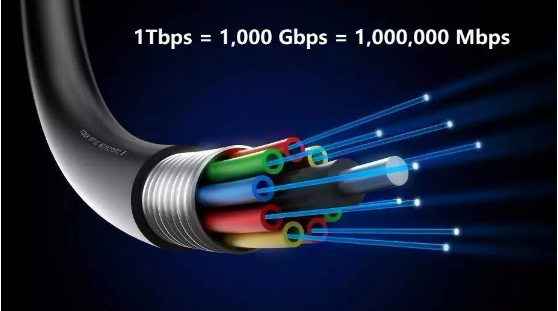 1Tbps = 1,000 Gbps = 1,000,000 Mbps